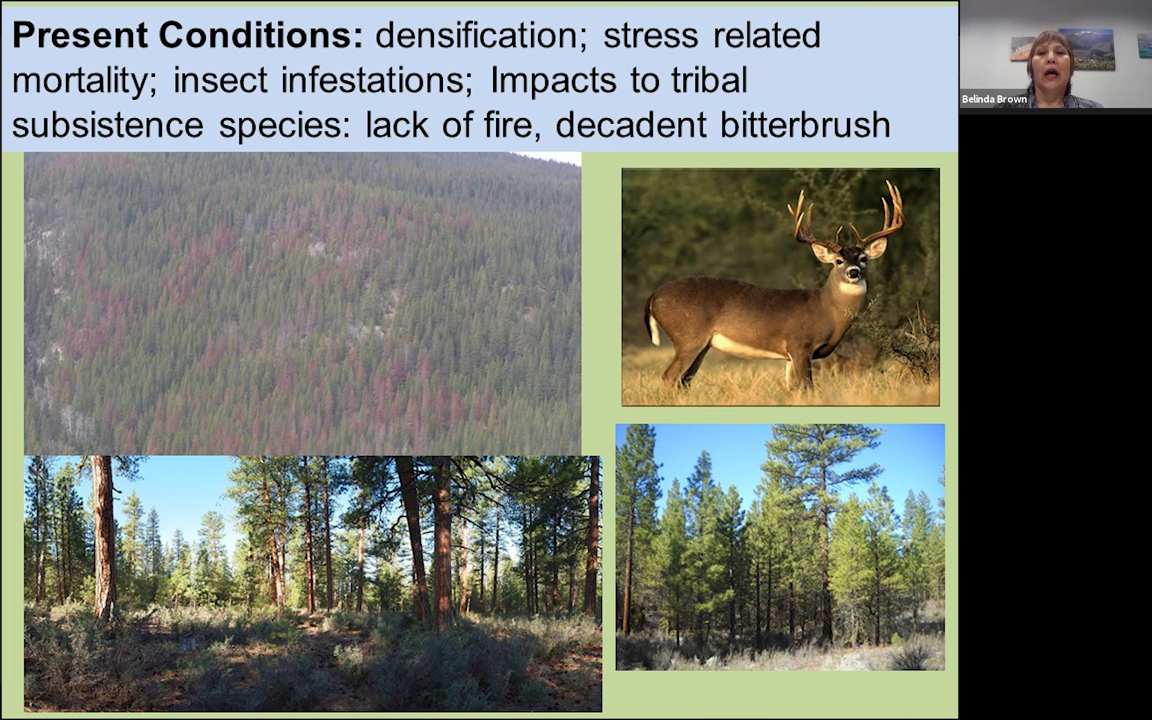 Present Conditions: densification; stress related
mortality; insect infestations; Impacts to tribal
subsistence species: lack of fire, decadent bitterbrush
Belinda Brown